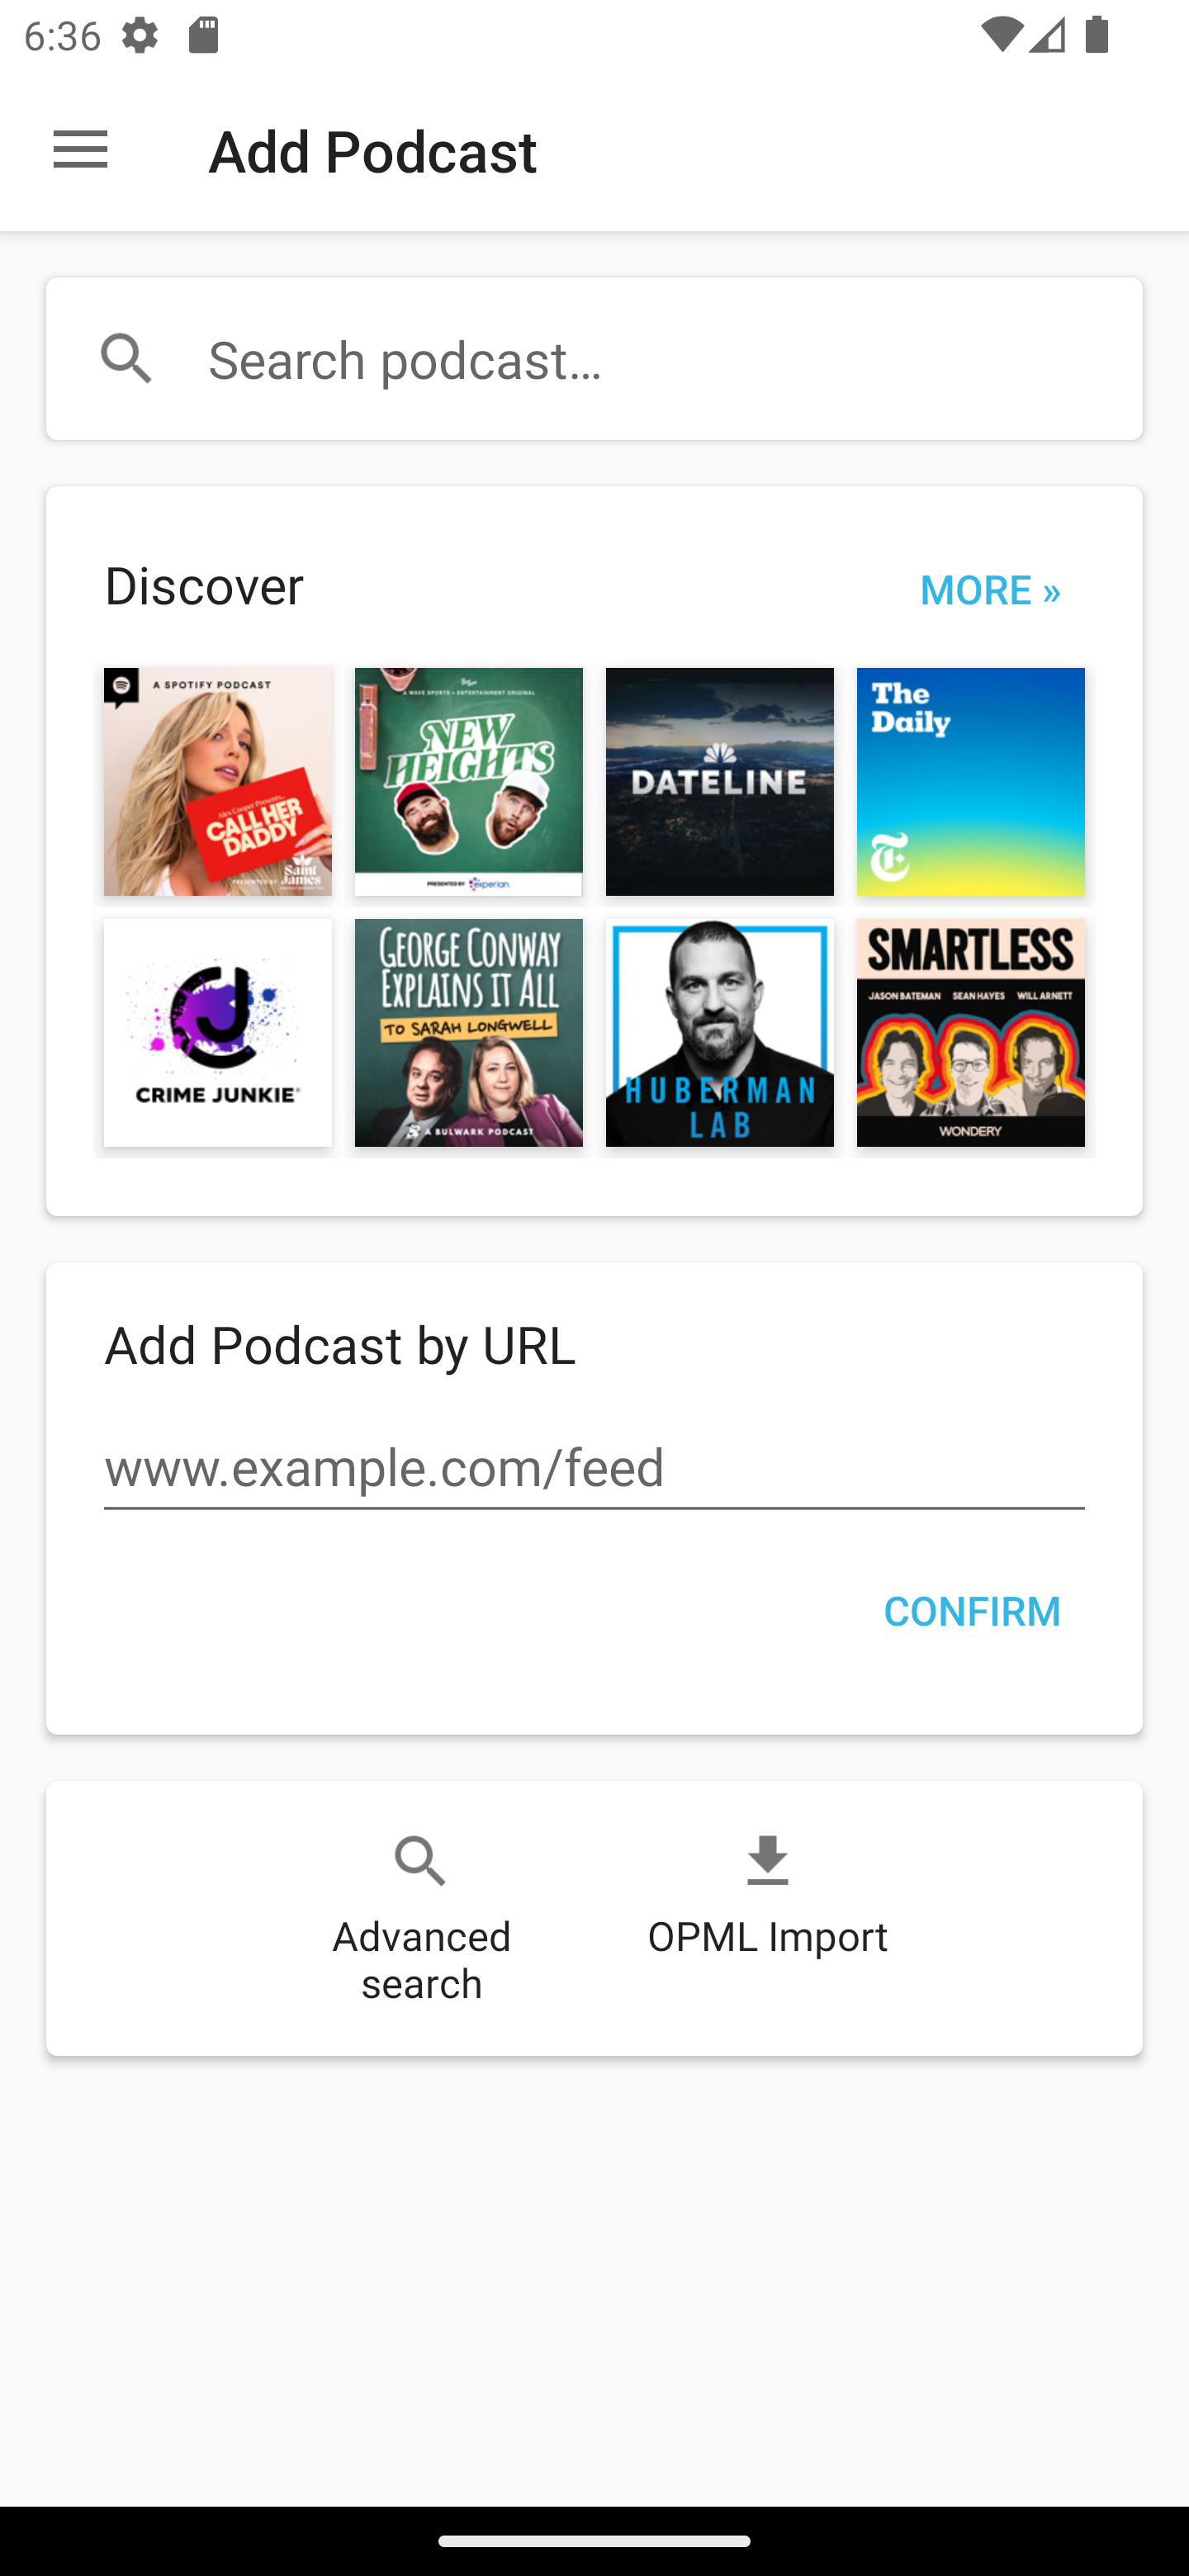 6:36
Add Podcast
Search podcast...
Discover
MORE »
A SPOTIFY PODCAST
Alex Cooper Presents...
CALL HER
DADDY
PRESENTED BY
Saint
James
A WAVE SPORTS + ENTERTAINMENT ORIGINAL
NEW
HEIGHTS
PRESENTED BY experian
DATELINE
The
Daily
CRIME JUNKIE
GEORGE CONWAY
EXPLAINS IT ALL
TO SARAH LONGWELL
A BULWARK PODCAST
HUBERMAN
LAB
SMARTLESS
JASON BATEMAN SEAN HAYES WILL ARNETT
WONDERY
Add Podcast by URL
www.example.com/feed
CONFIRM
Advanced
search
OPML Import